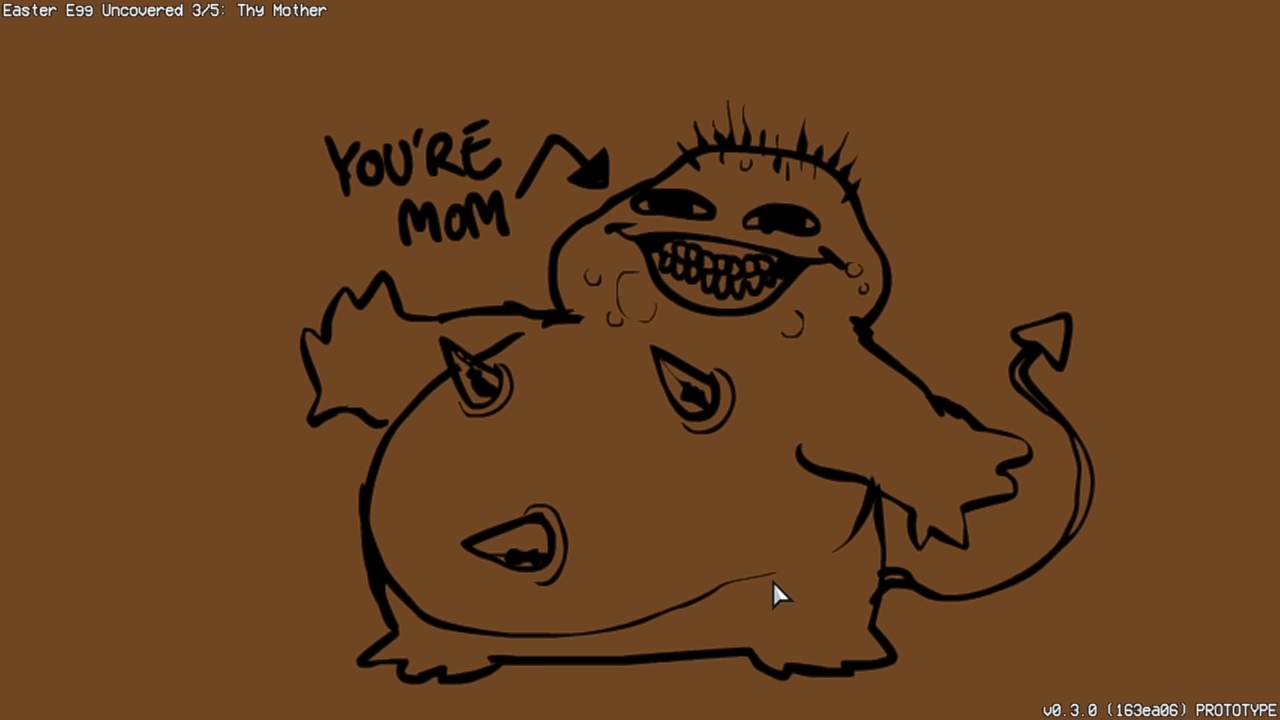 Easter Egg Uncovered 3/5: Thy Mother
YOU'RE
MOM
v0.3.0 (163ea06) PROTOTYPE